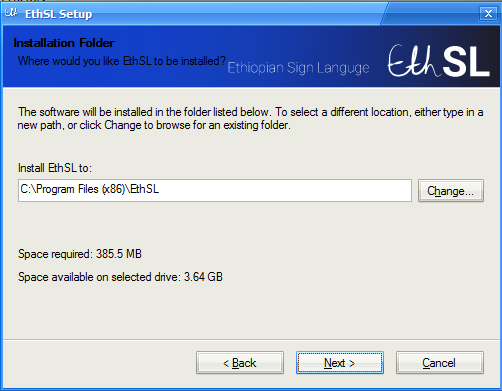 EthSL Setup
Installation Folder
Where would you like EthSL to be installed?
Ethiopian Sign Languge
Eth SL
The software will be installed in the folder listed below. To select a different location, either type in a
new path, or click Change to browse for an existing folder.
Install EthSL to:
C:\Program Files (x86)\EthSL
Change...
Space required: 385.5 MB
Space available on selected drive: 3.64 GB
< Back
Next >
Cancel